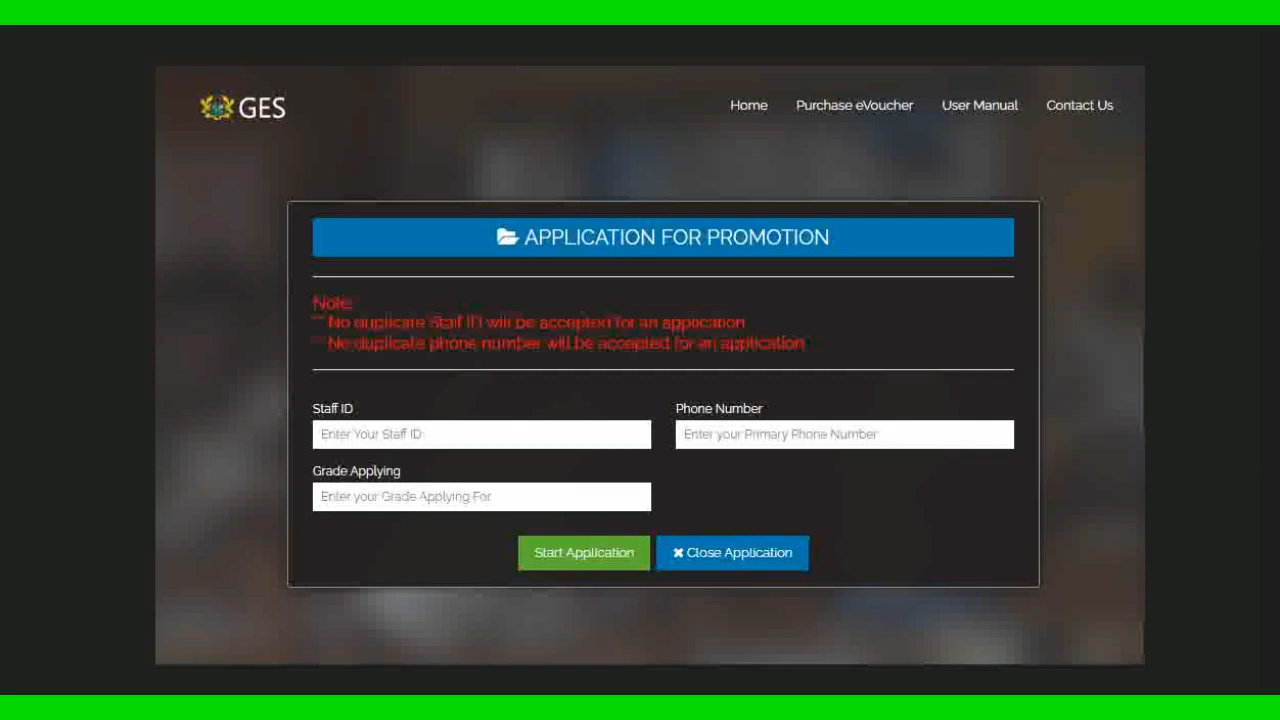 GES
Home Purchase eVoucher User Manual Contact Us
APPLICATION FOR PROMOTION
Note:
** No duplicate Staff ID will be accepted for an application
** No duplicate phone number will be accepted for an application
Staff ID Phone Number
Enter Your Staff ID Enter your Primary Phone Number
Grade Applying
Enter your Grade Applying For
Start Application Close Application